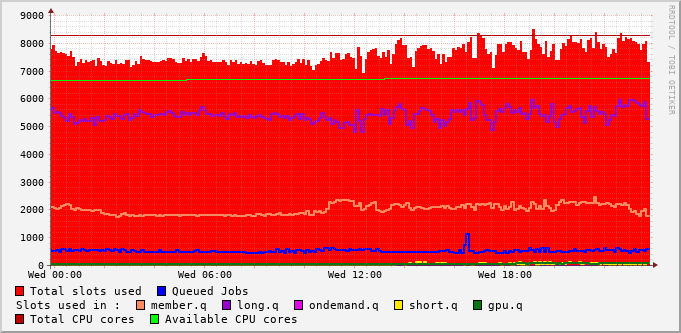 9000
8000
7000
6000
5000
4000
3000
2000
1000
0
Wed 00:00 Wed 06:00 Wed 12:00 Wed 18:00
Total slots used Queued Jobs
Slots used in : member.q long.q ondemand.q short.q gpu.q
Total CPU cores Available CPU cores
RRDTOOL / TOBI OETIKER